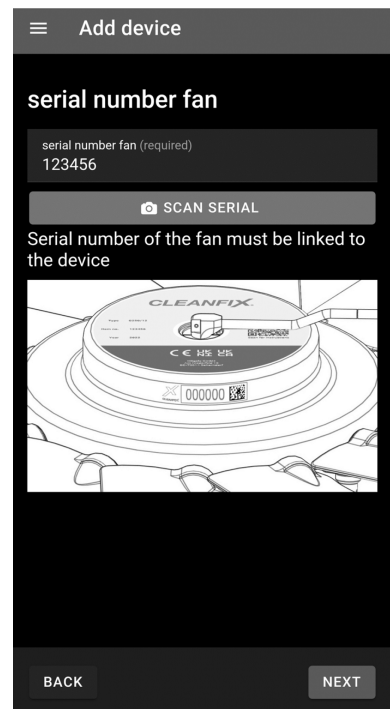 Add device
serial number fan
serial number fan (required)
123456
SCAN SERIAL
Serial number of the fan must be linked to
the device
CLEANFIX
000000
BACK
NEXT